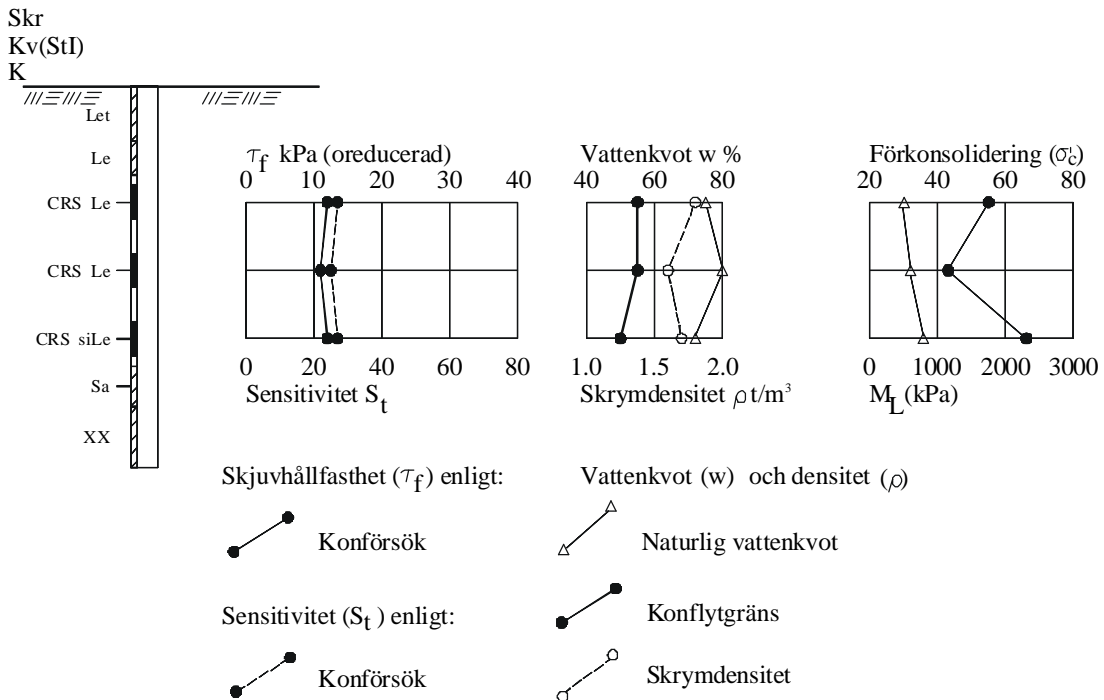 Skr
Kv(StI)
K
Let
Le
CRS Le
CRS Le
CRS siLe
Sa
XX
τf kPa (oreducerad)
0 10 20 30 40
0 20 40 60 80
Sensitivitet St
Vattenkvot w %
40 60 80
1.0 1.5 2.0
Skrymdensitet ρ t/m³
Förkonsolidering (σ'c)
20 40 60 80
0 1000 2000 3000
ML(kPa)
Skjuvhållfasthet (τf) enligt:
Konförsök
Sensitivitet (St) enligt:
Konförsök
Vattenkvot (w) och densitet (ρ)
Naturlig vattenkvot
Konflytgräns
Skrymdensitet